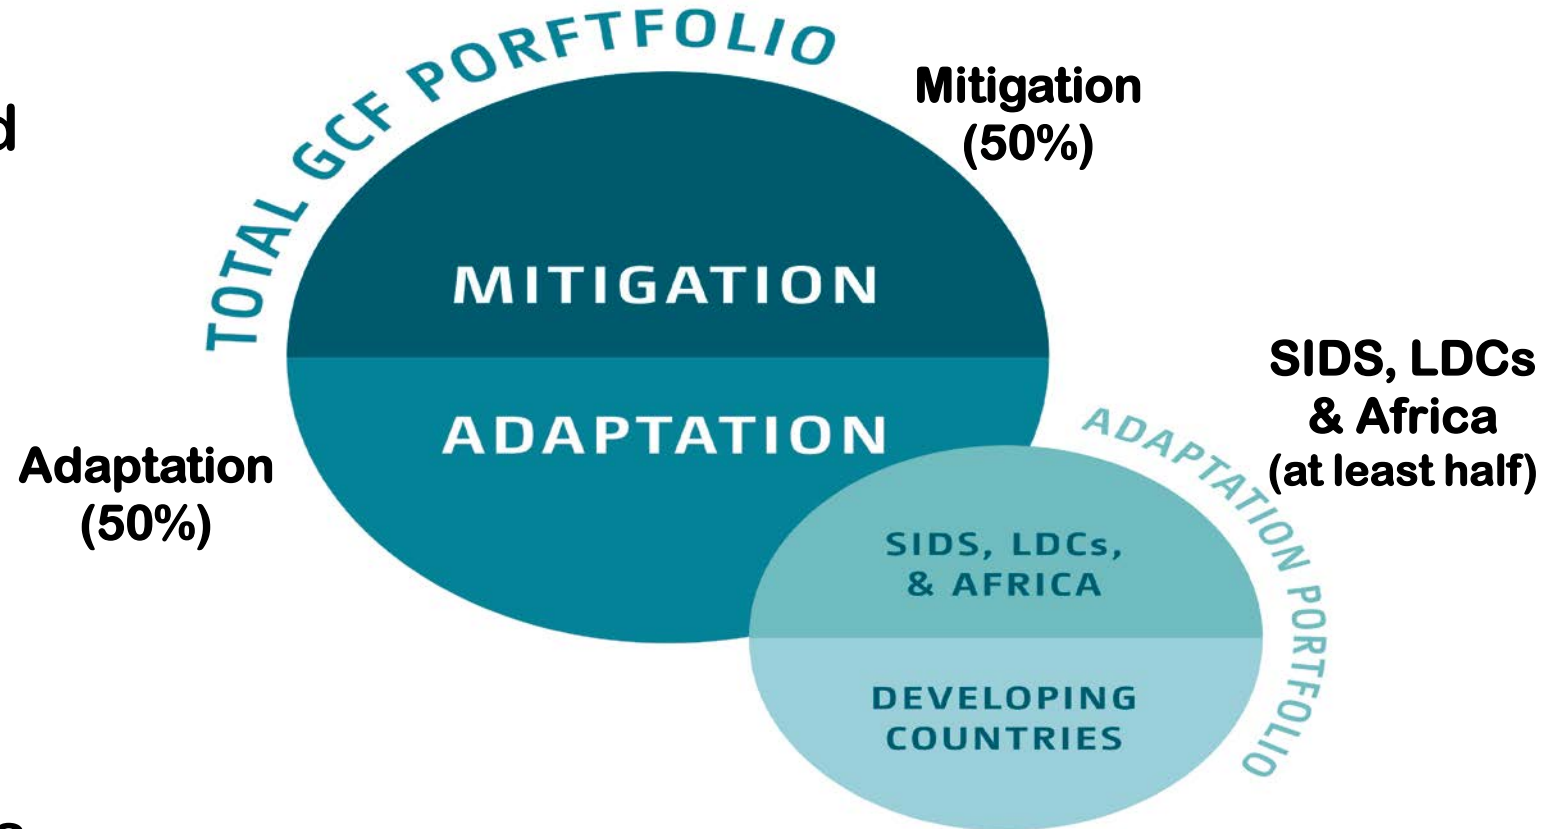 TOTAL GCF PORFTFOLIO
Mitigation
(50%)
MITIGATION
ADAPTATION
Adaptation
(50%)
SIDS, LDCs
& Africa
(at least half)
ADAPTATION PORTFOLIO
SIDS, LDCs,
& AFRICA
DEVELOPING
COUNTRIES